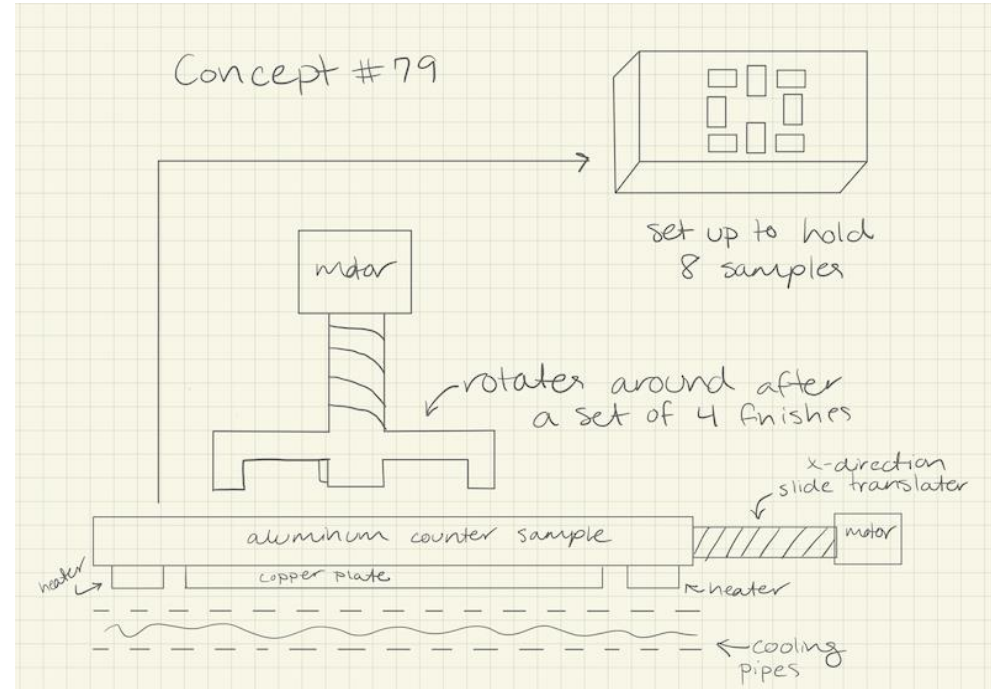 Concept #79
set up to hold
8 samples
motor
rotates around after
a set of 4 finishes
x-direction
slide translater
aluminum counter sample
motor
heater
copper plate
heater
cooling
pipes